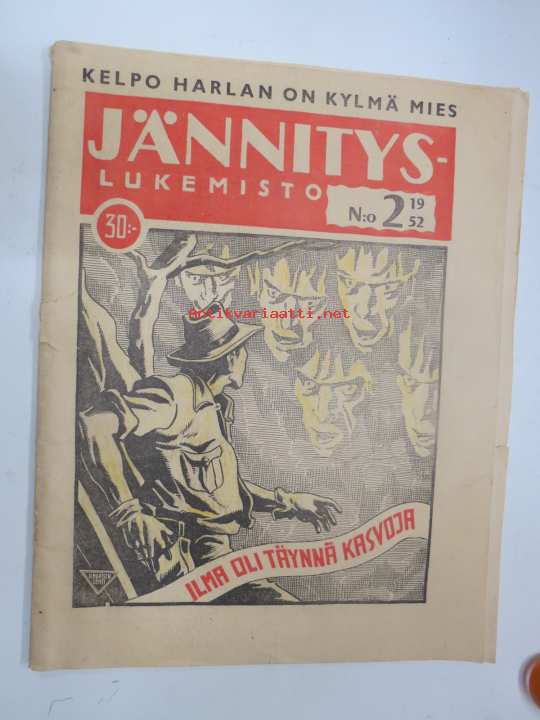 KELPO HARLAN ON KYLMÄ MIES
JÄNNITYS-
LUKEMISTO
N:o 2 19 52
30:-
Antikvariaatti.net
ILMA OLI TÄYNNÄ KASVOJA